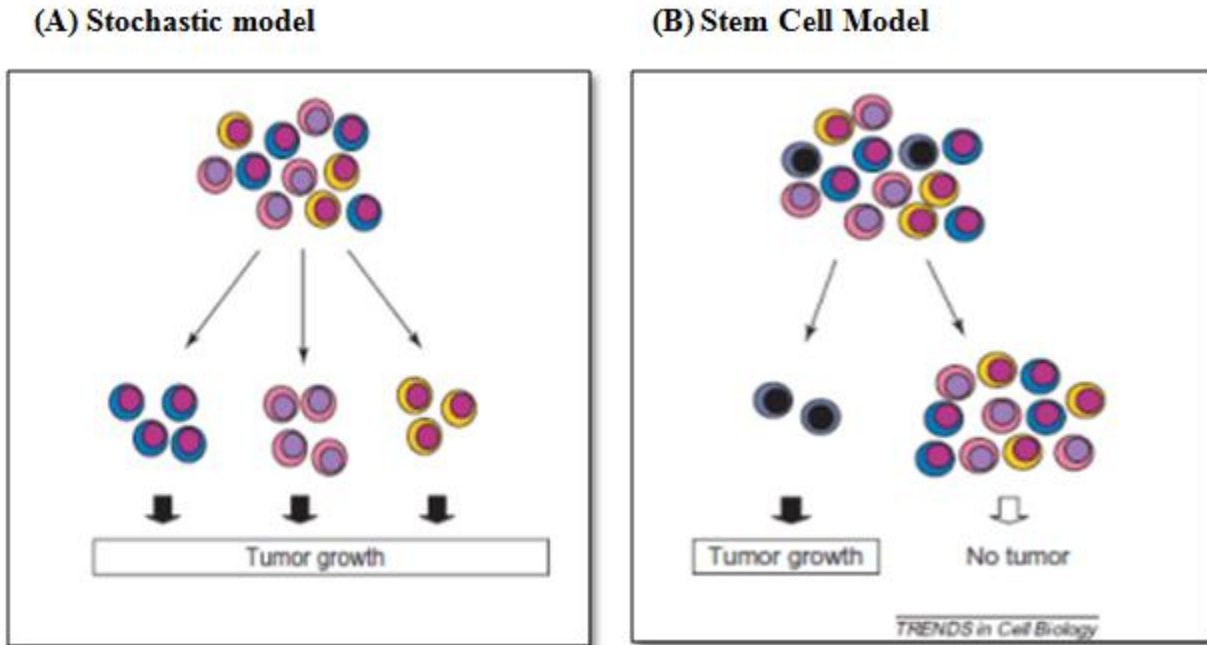 (A) Stochastic model
(B) Stem Cell Model
Tumor growth
Tumor growth
No tumor
TRENDS in Cell Biology